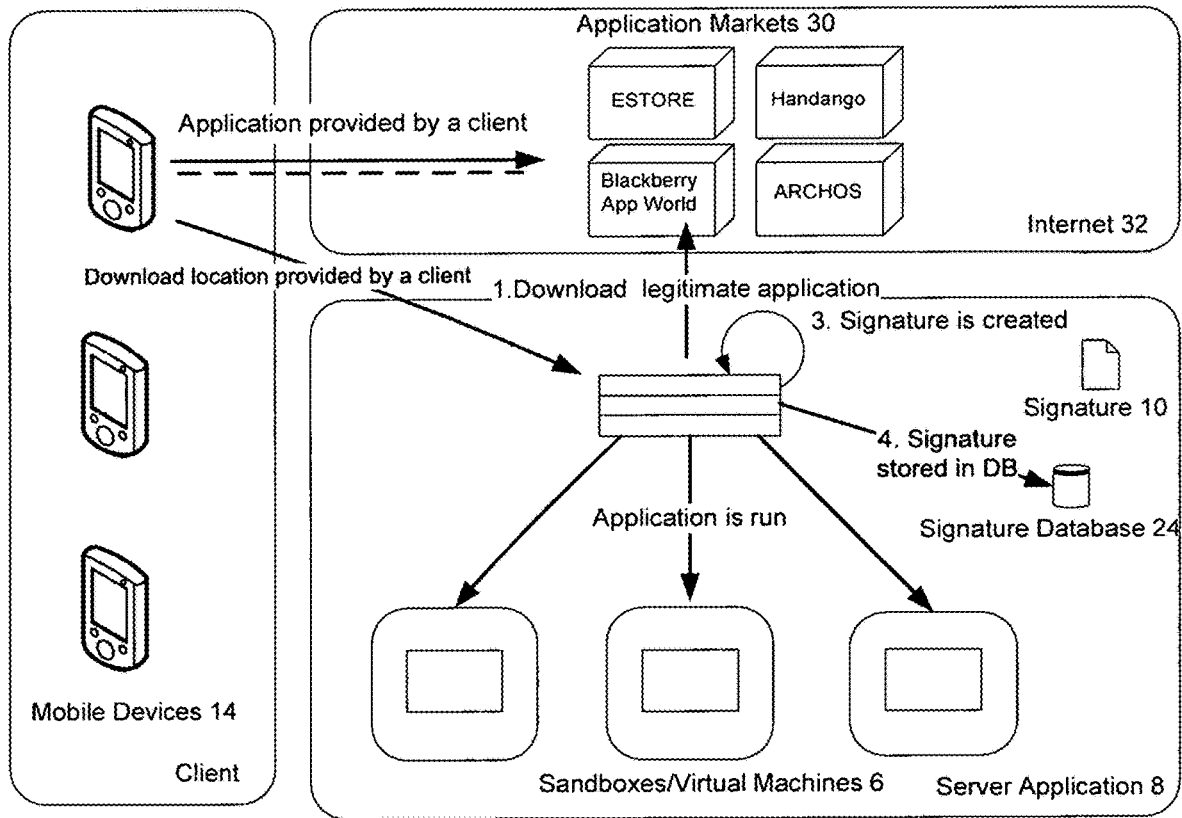 Application Markets 30
ESTORE
Handango
Application provided by a client
Blackberry
App World
ARCHOS
Internet 32
Download location provided by a client
1.Download legitimate application
3. Signature is created
Signature 10
4. Signature
stored in DB
Application is run
Signature Database 24
Mobile Devices 14
Client
Sandboxes/Virtual Machines 6
Server Application 8